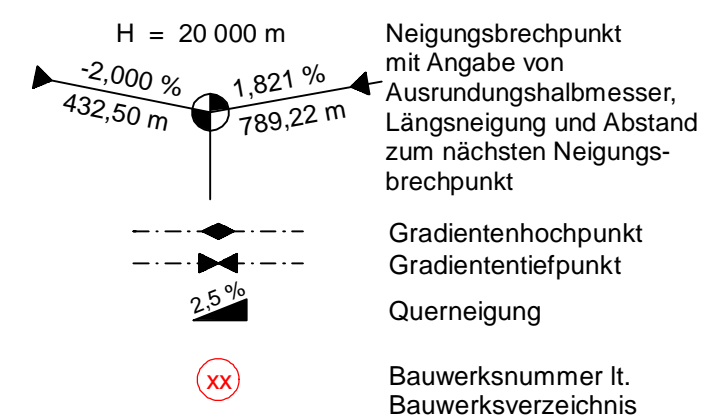 H = 20 000 m
-2,000 %
432,50 m
1,821 %
789,22 m
Neigungsbrechpunkt
mit Angabe von
Ausrundungshalbmesser,
Längsneigung und Abstand
zum nächsten Neigungs-
brechpunkt
Gradientenhochpunkt
Gradiententiefpunkt
2,5 %
Querneigung
xx
Bauwerksnummer lt.
Bauwerksverzeichnis